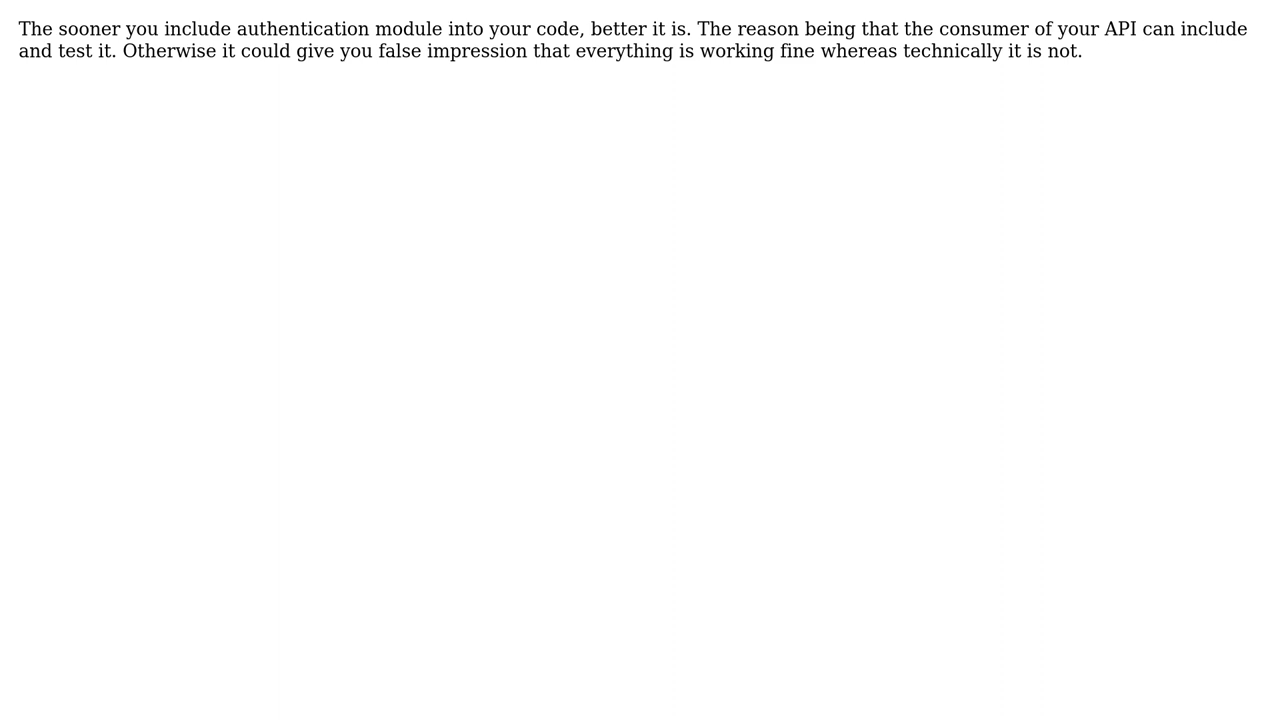 The sooner you include authentication module into your code, better it is. The reason being that the consumer of your API can include
and test it. Otherwise it could give you false impression that everything is working fine whereas technically it is not.